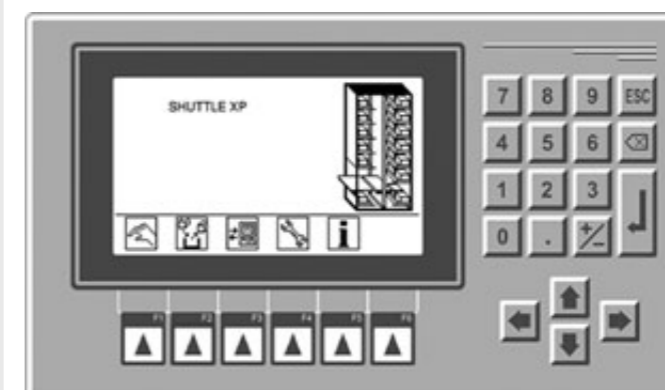 SHUTTLE XP
7 8 9 ESC
4 5 6
1 2 3
0 . +/-
F1 F2 F3 F4 F5 F6